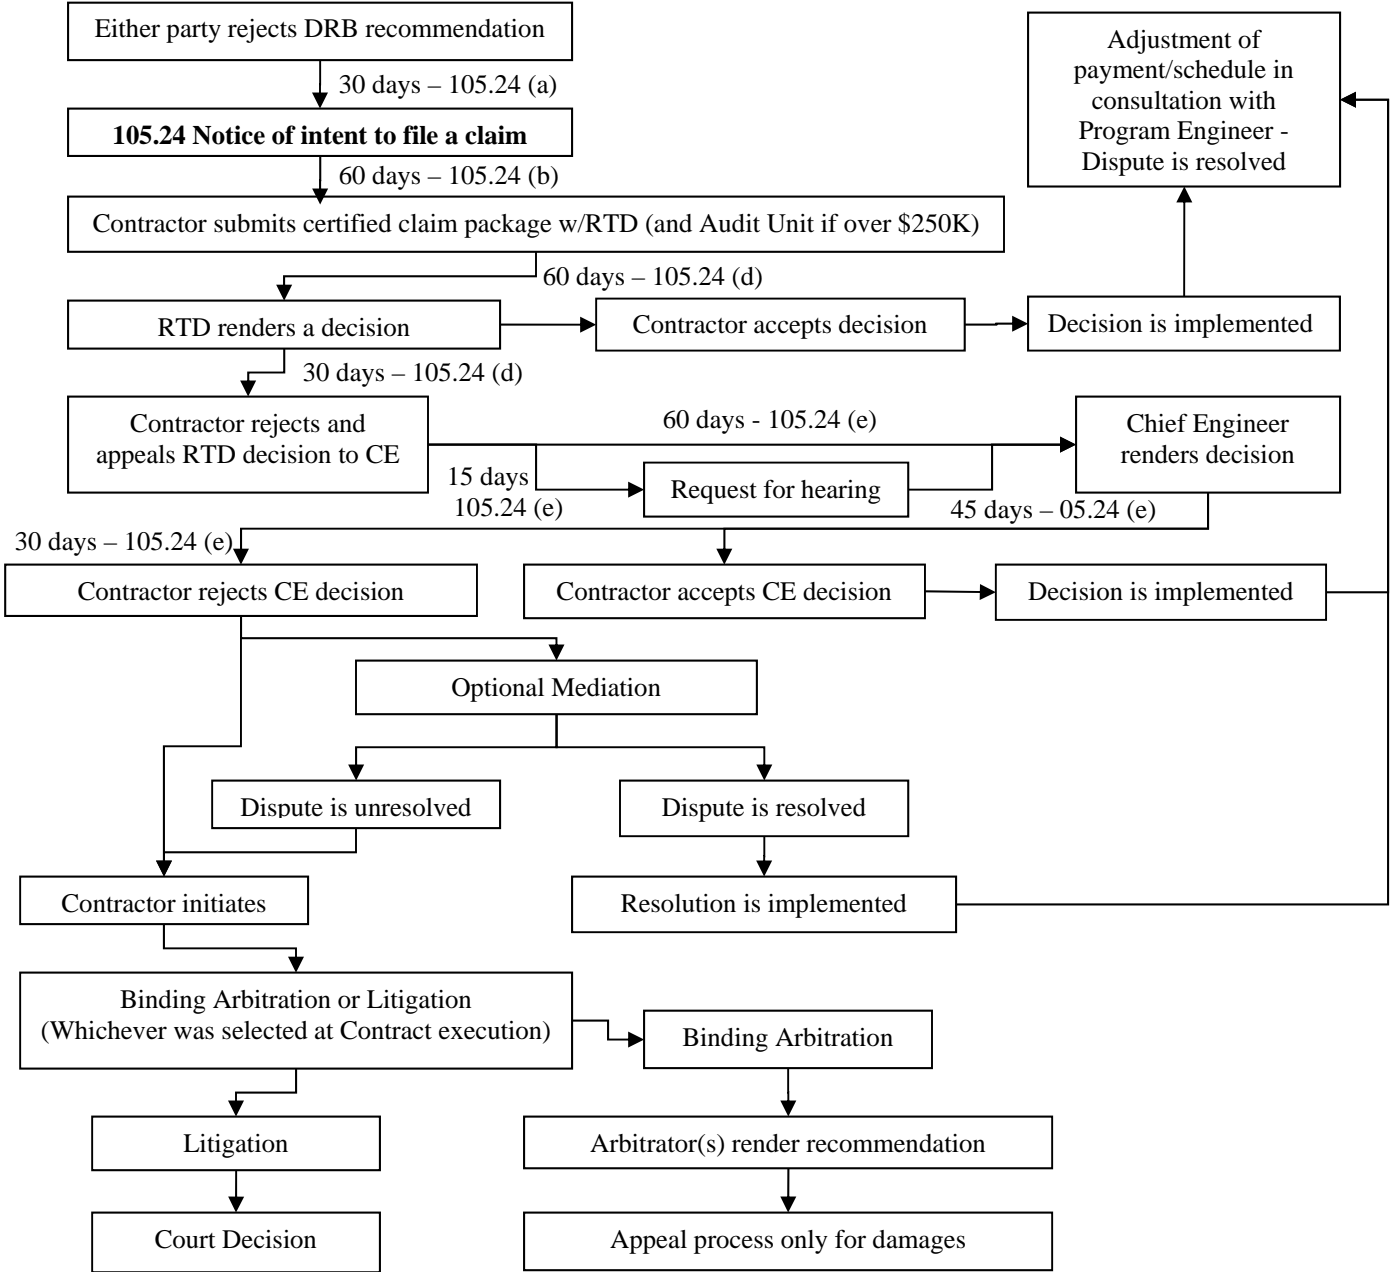 Either party rejects DRB recommendation
Adjustment of
payment/schedule in
consultation with
Program Engineer -
Dispute is resolved
30 days – 105.24 (a)
105.24 Notice of intent to file a claim
60 days – 105.24 (b)
Contractor submits certified claim package w/RTD (and Audit Unit if over $250K)
60 days – 105.24 (d)
RTD renders a decision
Contractor accepts decision
Decision is implemented
30 days – 105.24 (d)
Contractor rejects and
appeals RTD decision to CE
60 days - 105.24 (e)
Chief Engineer
renders decision
15 days
105.24 (e)
Request for hearing
45 days – 05.24 (e)
30 days – 105.24 (e)
Contractor rejects CE decision
Contractor accepts CE decision
Decision is implemented
Optional Mediation
Dispute is unresolved
Dispute is resolved
Contractor initiates
Resolution is implemented
Binding Arbitration or Litigation
(Whichever was selected at Contract execution)
Binding Arbitration
Litigation
Arbitrator(s) render recommendation
Court Decision
Appeal process only for damages